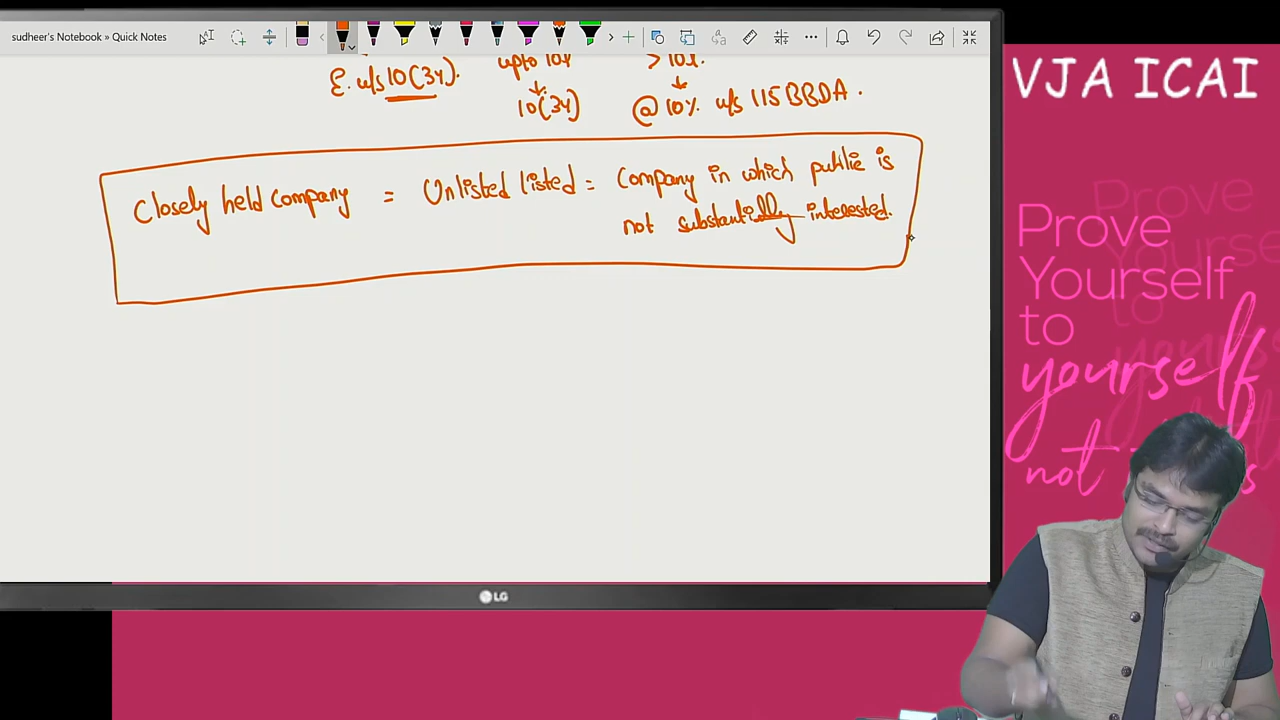 sudheer's Notebook » Quick Notes
VJA ICAI
E. u/s 10(34). upto 10L > 10L.
10(34) @ 10% u/s 115BBDA.
Closely held company = Unlisted listed = Company in which public is
not substantially interested.
Prove
Yourself
to
yourself
not
LG